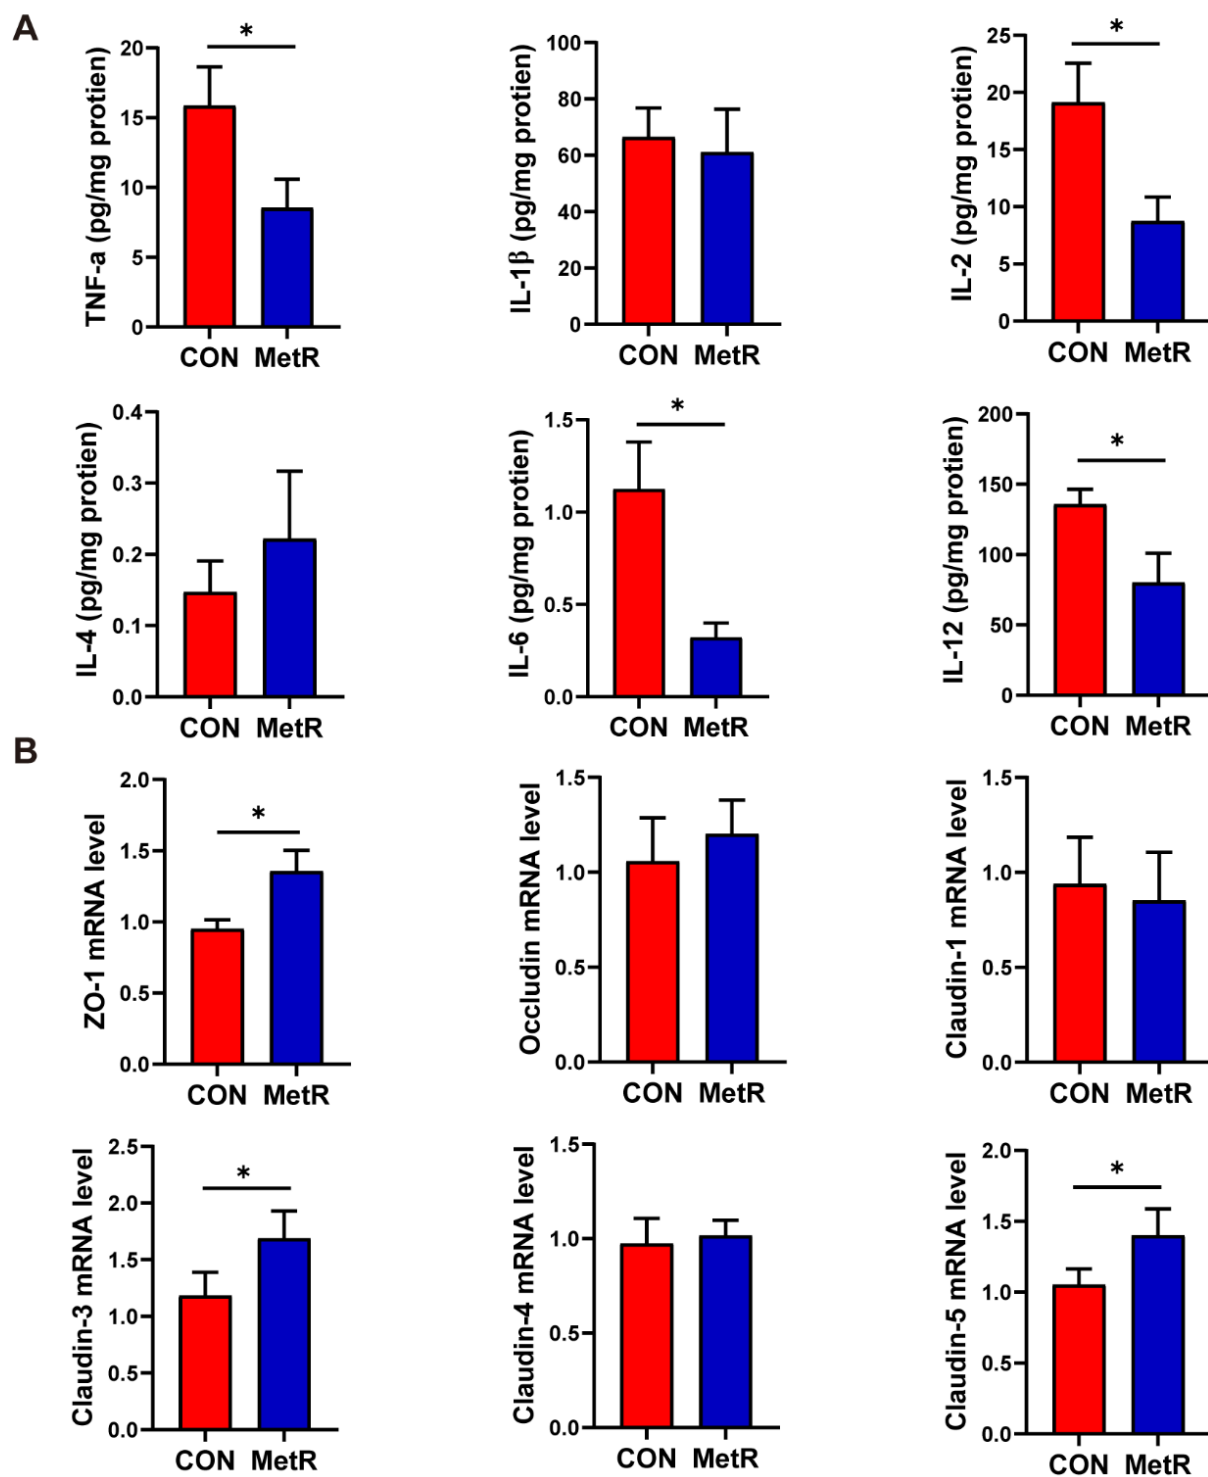 A
TNF-a (pg/mg protien)
20
15
10
5
0
*
CON MetR
IL-1β (pg/mg protien)
100
80
60
40
20
0
CON MetR
IL-2 (pg/mg protien)
25
20
15
10
5
0
*
CON MetR
IL-4 (pg/mg protien)
0.4
0.3
0.2
0.1
0.0
CON MetR
IL-6 (pg/mg protien)
1.5
1.0
0.5
0.0
*
CON MetR
IL-12 (pg/mg protien)
200
150
100
50
0
*
CON MetR
B
ZO-1 mRNA level
2.0
1.5
1.0
0.5
0.0
*
CON MetR
Occludin mRNA level
1.5
1.0
0.5
0.0
CON MetR
Claudin-1 mRNA level
1.5
1.0
0.5
0.0
CON MetR
Claudin-3 mRNA level
2.5
2.0
1.5
1.0
0.5
0.0
*
CON MetR
Claudin-4 mRNA level
1.5
1.0
0.5
0.0
CON MetR
Claudin-5 mRNA level
2.0
1.5
1.0
0.5
0.0
*
CON MetR